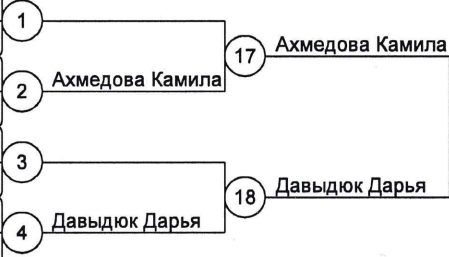 1
17 Ахмедова Камила
2 Ахмедова Камила
3
18 Давыдюк Дарья
4 Давыдюк Дарья